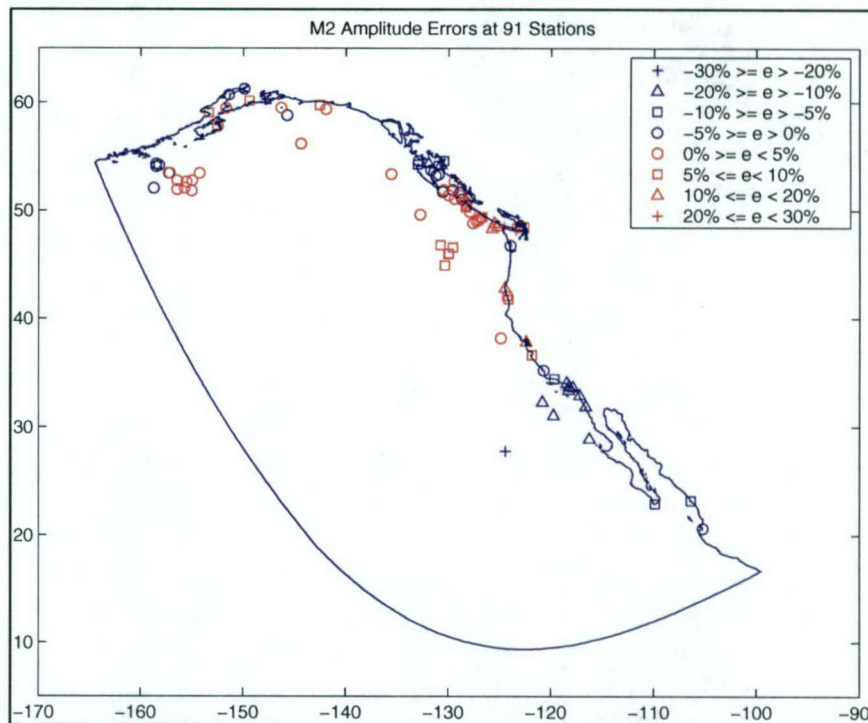 M2 Amplitude Errors at 91 Stations
−30% >= e > −20%
−20% >= e > −10%
−10% >= e > −5%
−5% >= e > 0%
0% >= e < 5%
5% <= e < 10%
10% <= e < 20%
20% <= e < 30%
60
50
40
30
20
10
−170
−160
−150
−140
−130
−120
−110
−100
−90